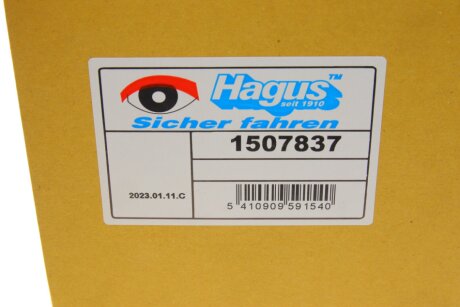 Hagus™
seit 1910
Sicher fahren
1507837
2023.01.11.C
5 410909 591540